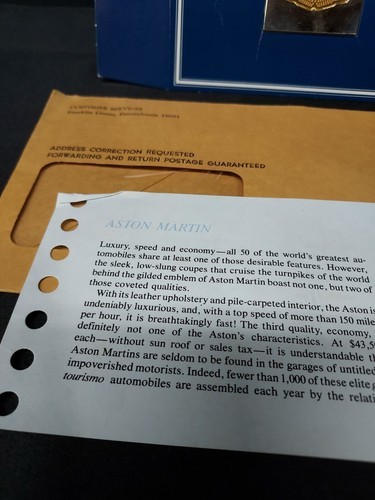 CUSTOMER SERVICES
Franklin Center, Pennsylvania 19091
ADDRESS CORRECTION REQUESTED
FORWARDING AND RETURN POSTAGE GUARANTEED
ASTON MARTIN
Luxury, speed and economy—all 50 of the world's greatest au-
tomobiles share at least one of those desirable features. However,
the sleek, low-slung coupes that cruise the turnpikes of the world
behind the gilded emblem of Aston Martin boast not one, but two of
those coveted qualities.
With its leather upholstery and pile-carpeted interior, the Aston is
undeniably luxurious, and, with a top speed of more than 150 mile
per hour, it is breathtakingly fast! The third quality, economy,
definitely not one of the Aston's characteristics. At $43,5
each—without sun roof or sales tax—it is understandable th
Aston Martins are seldom to be found in the garages of untitled
impoverished motorists. Indeed, fewer than 1,000 of these elite g
tourismo automobiles are assembled each year by the relati